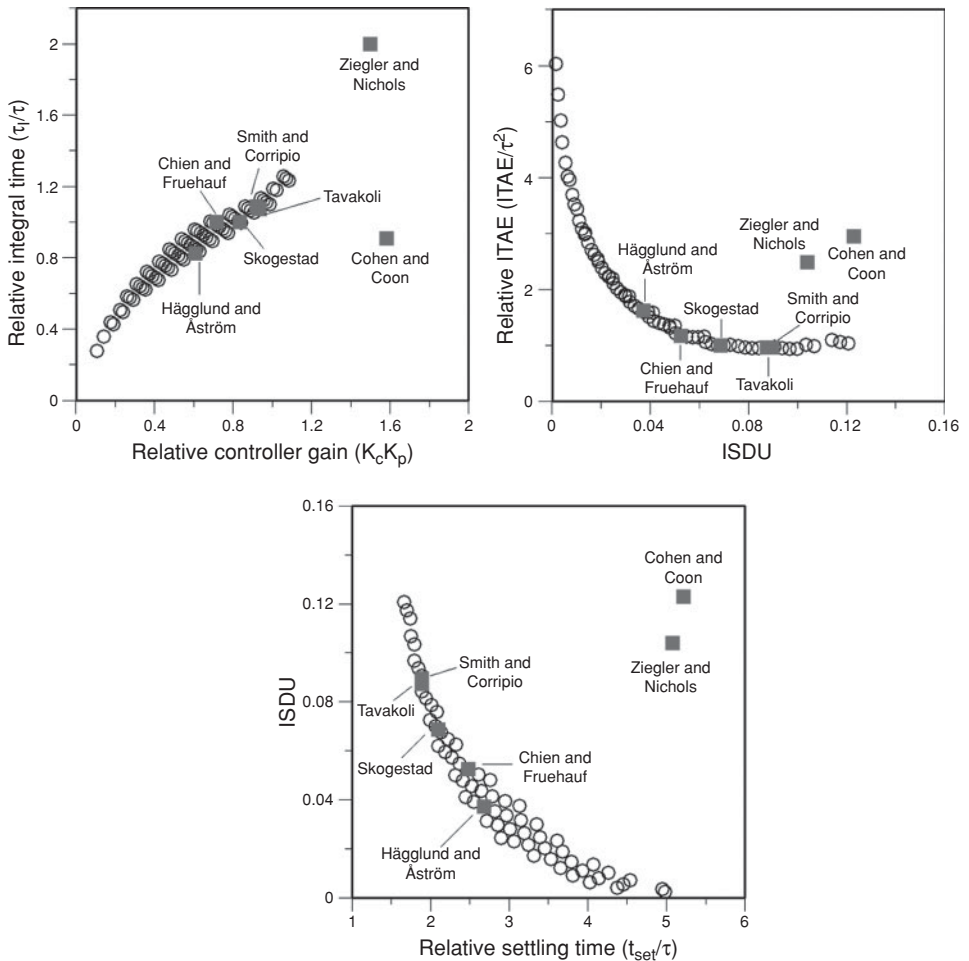 2
1.6
1.2
0.8
0.4
0
Relative integral time (τI/τ)
Ziegler and
Nichols
Smith and
Corripio
Chien and
Fruehauf
Tavakoli
Skogestad
Cohen and
Coon
Hägglund and
Åström
0 0.4 0.8 1.2 1.6 2
Relative controller gain (KcKp)
6
4
2
0
Relative ITAE (ITAE/τ2)
Ziegler and
Nichols
Cohen and
Coon
Hägglund and
Åström
Skogestad
Smith and
Corripio
Chien and
Fruehauf
Tavakoli
0 0.04 0.08 0.12 0.16
ISDU
0.16
0.12
0.08
0.04
0
ISDU
Cohen and
Coon
Ziegler and
Nichols
Smith and
Corripio
Tavakoli
Skogestad
Chien and
Fruehauf
Hägglund and
Åström
1 2 3 4 5 6
Relative settling time (tset/τ)